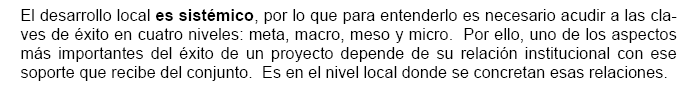 El desarrollo local es sistémico, por lo que para entenderlo es necesario acudir a las cla-
ves de éxito en cuatro niveles: meta, macro, meso y micro. Por ello, uno de los aspectos
más importantes del éxito de un proyecto depende de su relación institucional con ese
soporte que recibe del conjunto. Es en el nivel local donde se concretan esas relaciones.